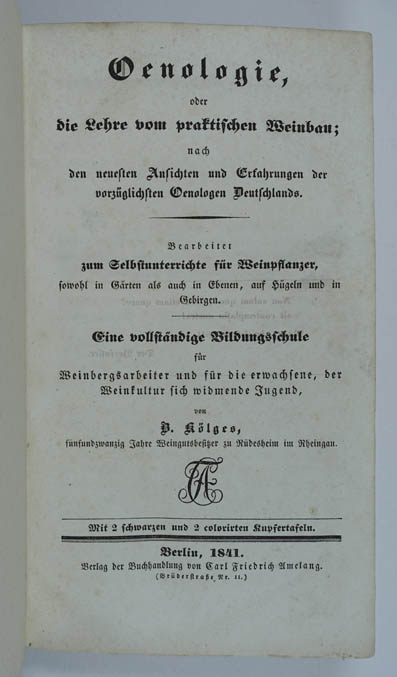 Oenologie,
oder
die Lehre vom praktischen Weinbau;
nach
den neuesten Ansichten und Erfahrungen der
vorzüglichsten Oenologen Deutschlands.
Bearbeitet
zum Selbstunterrichte für Weinpflanzer,
sowohl in Gärten als auch in Ebenen, auf Hügeln und in
Gebirgen.
Eine vollständige Bildungsschule
für
Weinbergsarbeiter und für die erwachsene, der
Weinkultur sich widmende Jugend,
von
B. Kölges,
fünfundzwanzig Jahre Weingutsbesitzer zu Rüdesheim im Rheingau.
Mit 2 schwarzen und 2 colorirten Kupfertafeln.
Berlin, 1841.
Verlag der Buchhandlung von Carl Friedrich Amelang.
(Brüderstraße Nr. 11.)